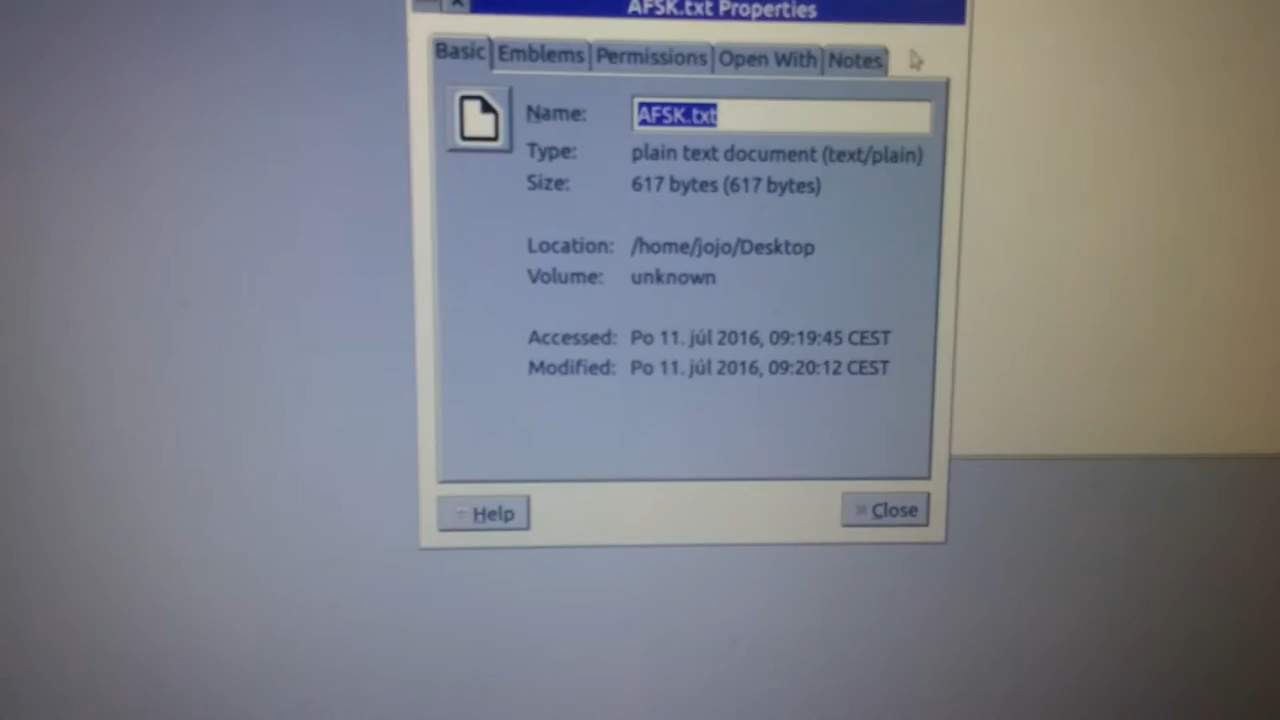 AFSK.txt Properties
Basic Emblems Permissions Open With Notes
Name: AFSK.txt
Type: plain text document (text/plain)
Size: 617 bytes (617 bytes)
Location: /home/jojo/Desktop
Volume: unknown
Accessed: Po 11. júl 2016, 09:19:45 CEST
Modified: Po 11. júl 2016, 09:20:12 CEST
Help Close